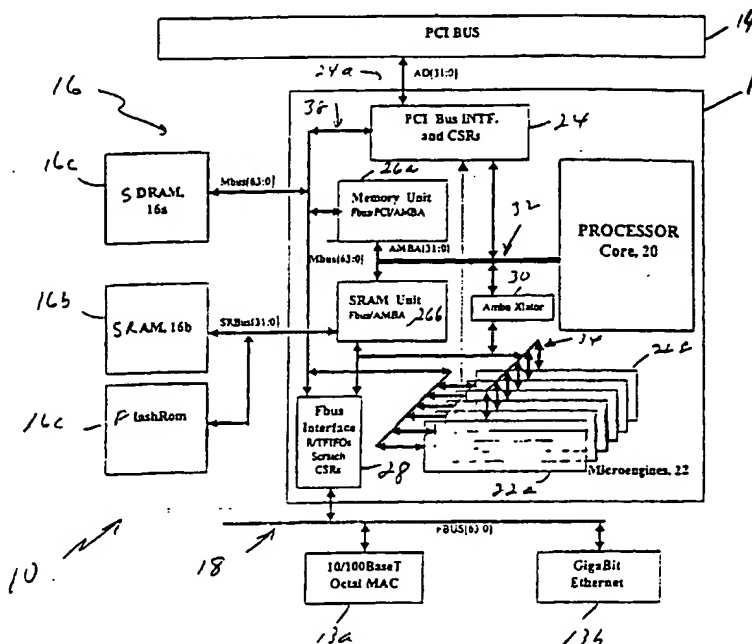 PCI BUS
14
24a
AD[31:0]
16
38
PCI Bus INTF.
and CSRs
24
16c
SDRAM,
16a
Mbus[63:0]
26a
Memory Unit
Fbus/PCI/AMBA
32
PROCESSOR
Core, 20
AMBA[31:0]
Mbus[63:0]
30
Amba Xlator
16b
SRAM, 16b
SRBus[31:0]
SRAM Unit
Fbus/AMBA
26b
34
16c
FlashRom
Fbus
Interface
R/TFIFOs
Scratch
CSRs
28
22a
Microengines, 22
10
18
FBUS[63:0]
10/100BaseT
Octal MAC
GigaBit
Ethernet
13a
13b